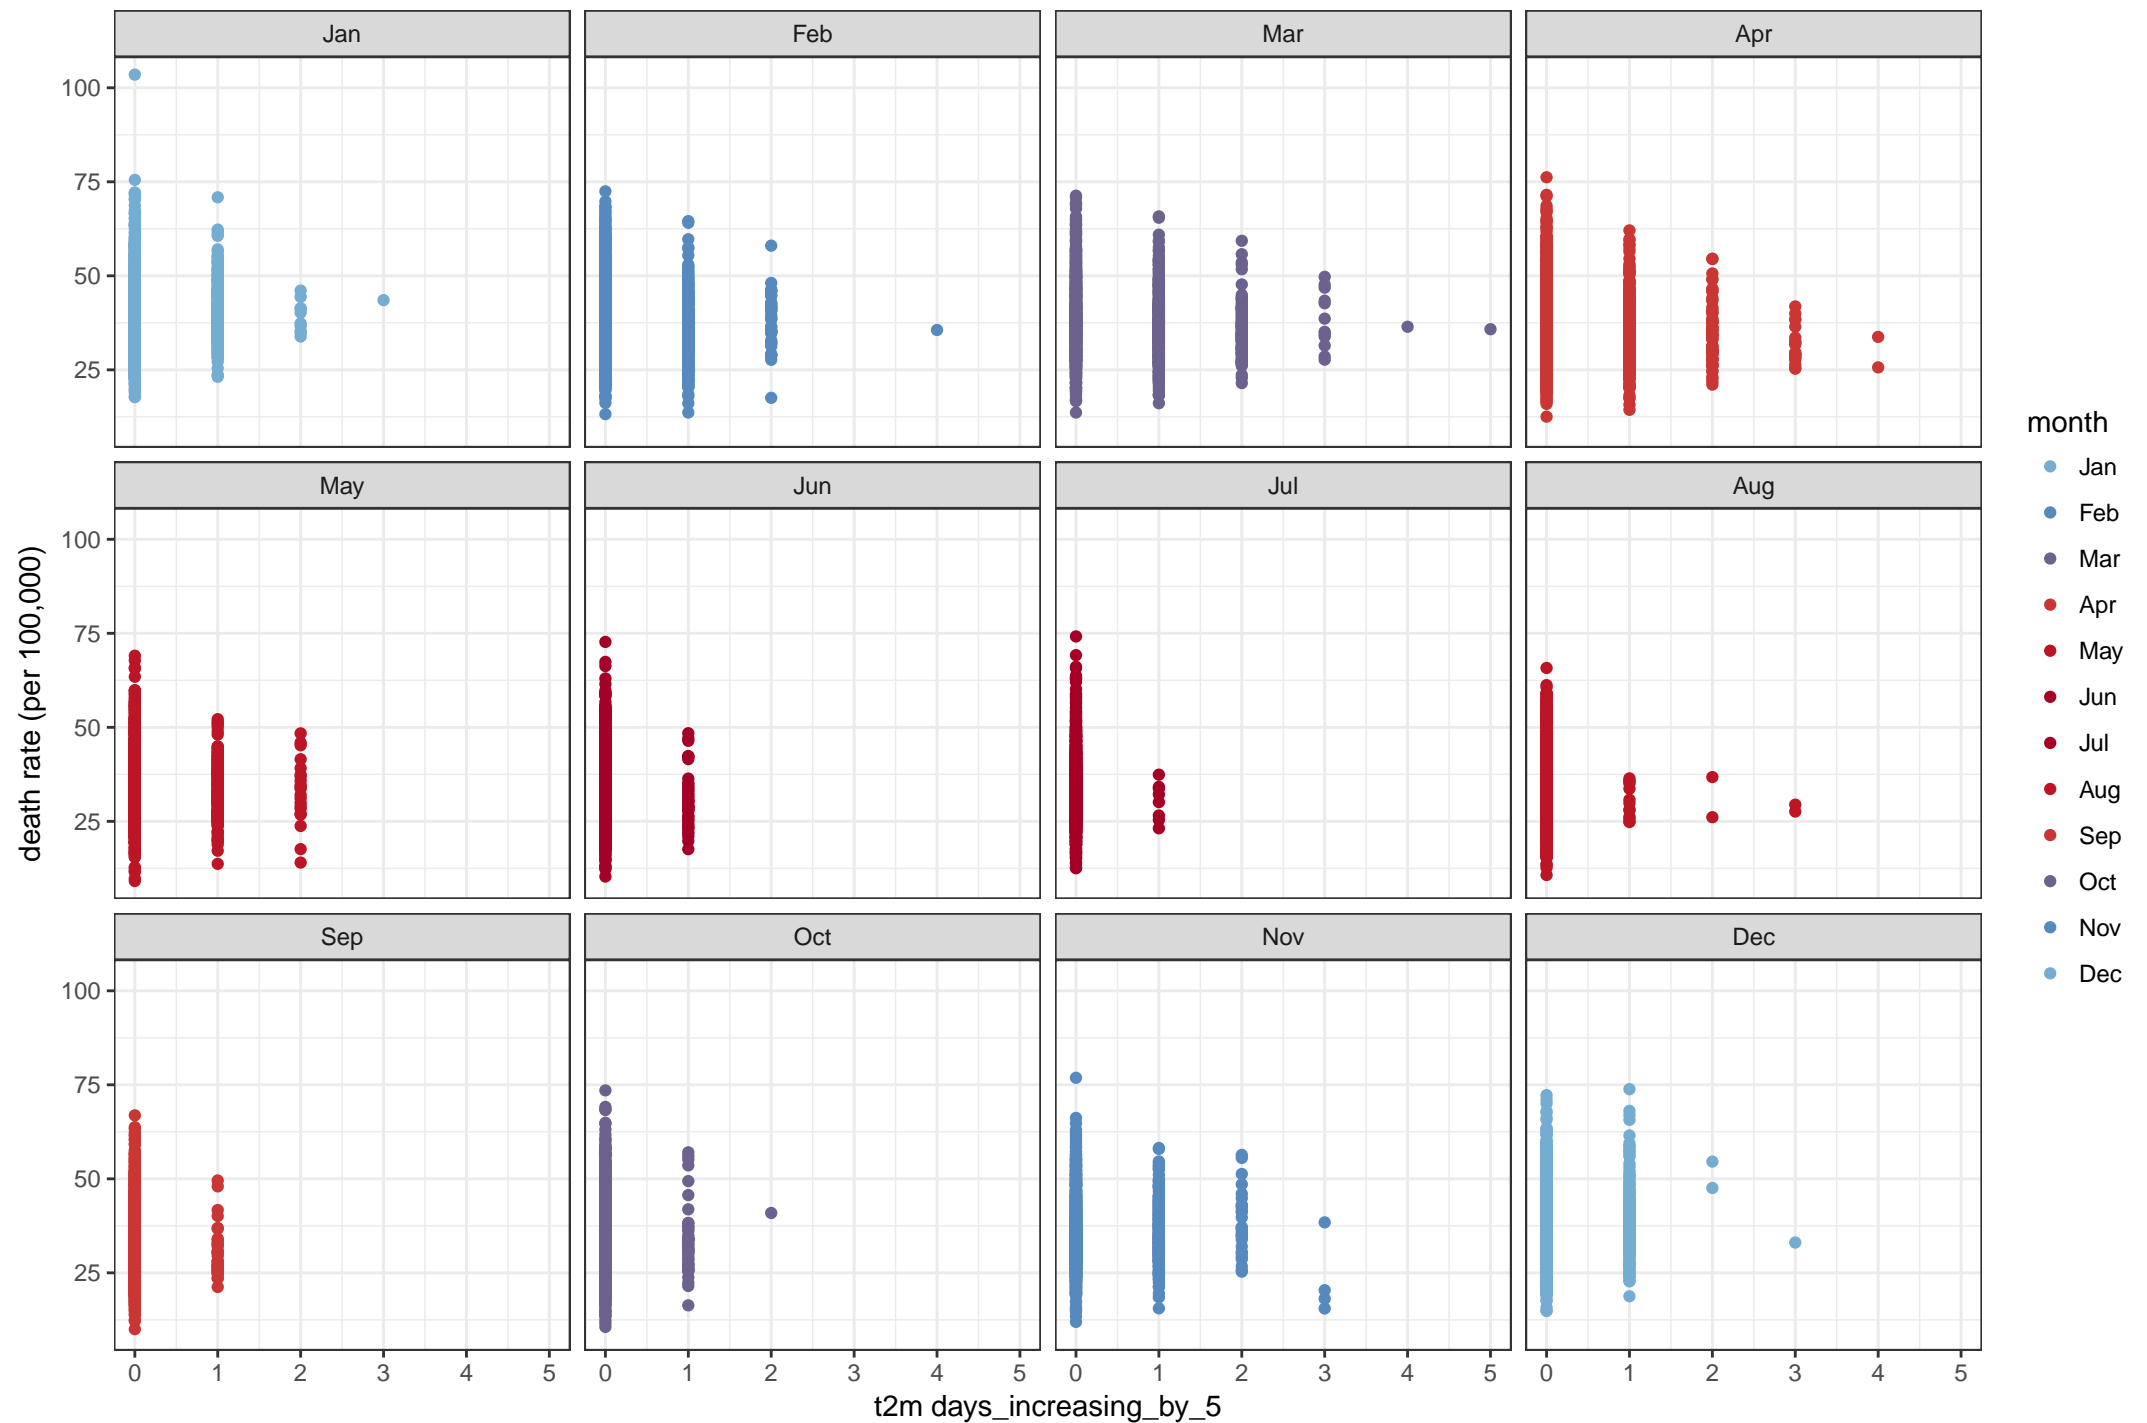 Jan Feb Mar Apr
100
75
50
25
May Jun Jul Aug
100
75
50
25
Sep Oct Nov Dec
100
75
50
25
0 1 2 3 4 5 0 1 2 3 4 5 0 1 2 3 4 5 0 1 2 3 4 5
t2m days_increasing_by_5
death rate (per 100,000)
month
Jan
Feb
Mar
Apr
May
Jun
Jul
Aug
Sep
Oct
Nov
Dec